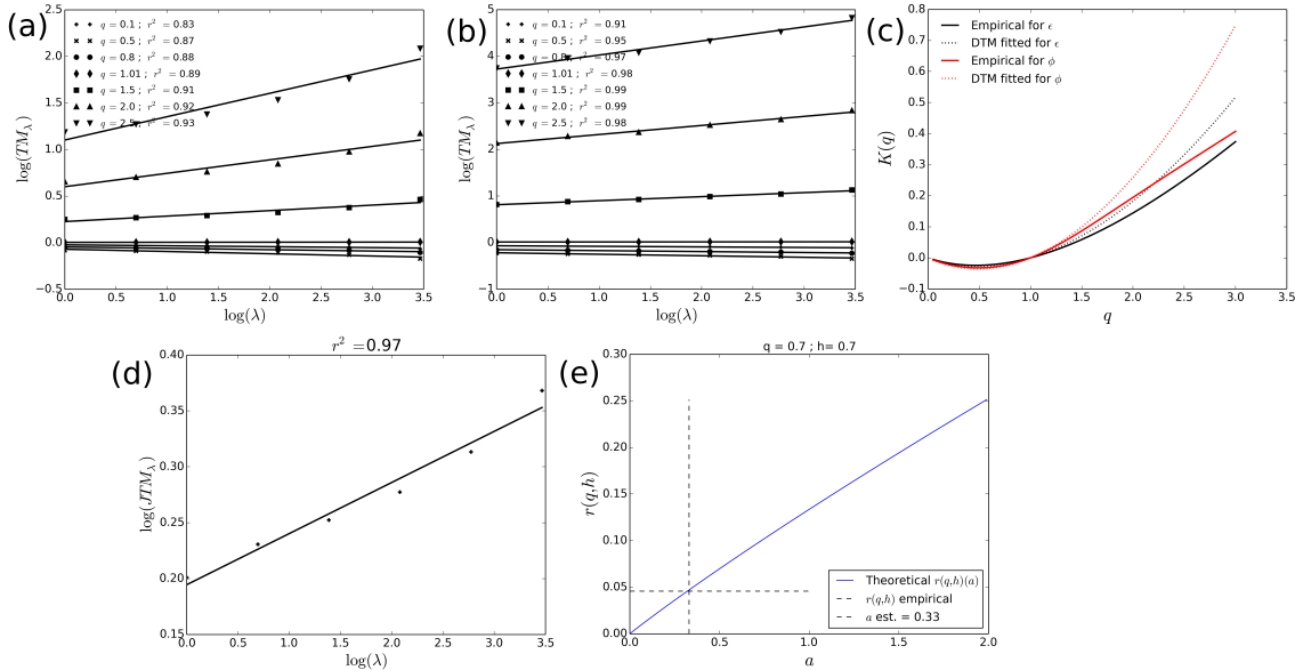 (a)
q = 0.1 ; r² = 0.83
q = 0.5 ; r² = 0.87
q = 0.8 ; r² = 0.88
q = 1.01 ; r² = 0.89
q = 1.5 ; r² = 0.91
q = 2.0 ; r² = 0.92
q = 2.5 ; r² = 0.93
log(TM_λ)
2.5
2.0
1.5
1.0
0.5
0.0
−0.5
0.0 0.5 1.0 1.5 2.0 2.5 3.0 3.5
log(λ)
(b)
q = 0.1 ; r² = 0.91
q = 0.5 ; r² = 0.95
q = 0.8 ; r² = 0.97
q = 1.01 ; r² = 0.98
q = 1.5 ; r² = 0.99
q = 2.0 ; r² = 0.99
q = 2.5 ; r² = 0.98
log(TM_λ)
5
4
3
2
1
0
−1
0.0 0.5 1.0 1.5 2.0 2.5 3.0 3.5
log(λ)
(c)
Empirical for ϵ
DTM fitted for ϵ
Empirical for ϕ
DTM fitted for ϕ
K(q)
0.8
0.7
0.6
0.5
0.4
0.3
0.2
0.1
0.0
−0.1
0.0 0.5 1.0 1.5 2.0 2.5 3.0 3.5
q
(d)
r² =0.97
log(JTM_λ)
0.40
0.35
0.30
0.25
0.20
0.15
0.0 0.5 1.0 1.5 2.0 2.5 3.0 3.5
log(λ)
(e)
q = 0.7 ; h= 0.7
r(q,h)
0.30
0.25
0.20
0.15
0.10
0.05
0.00
0.0 0.5 1.0 1.5 2.0
a
Theoretical r(q,h)(a)
r(q,h) empirical
a est. = 0.33